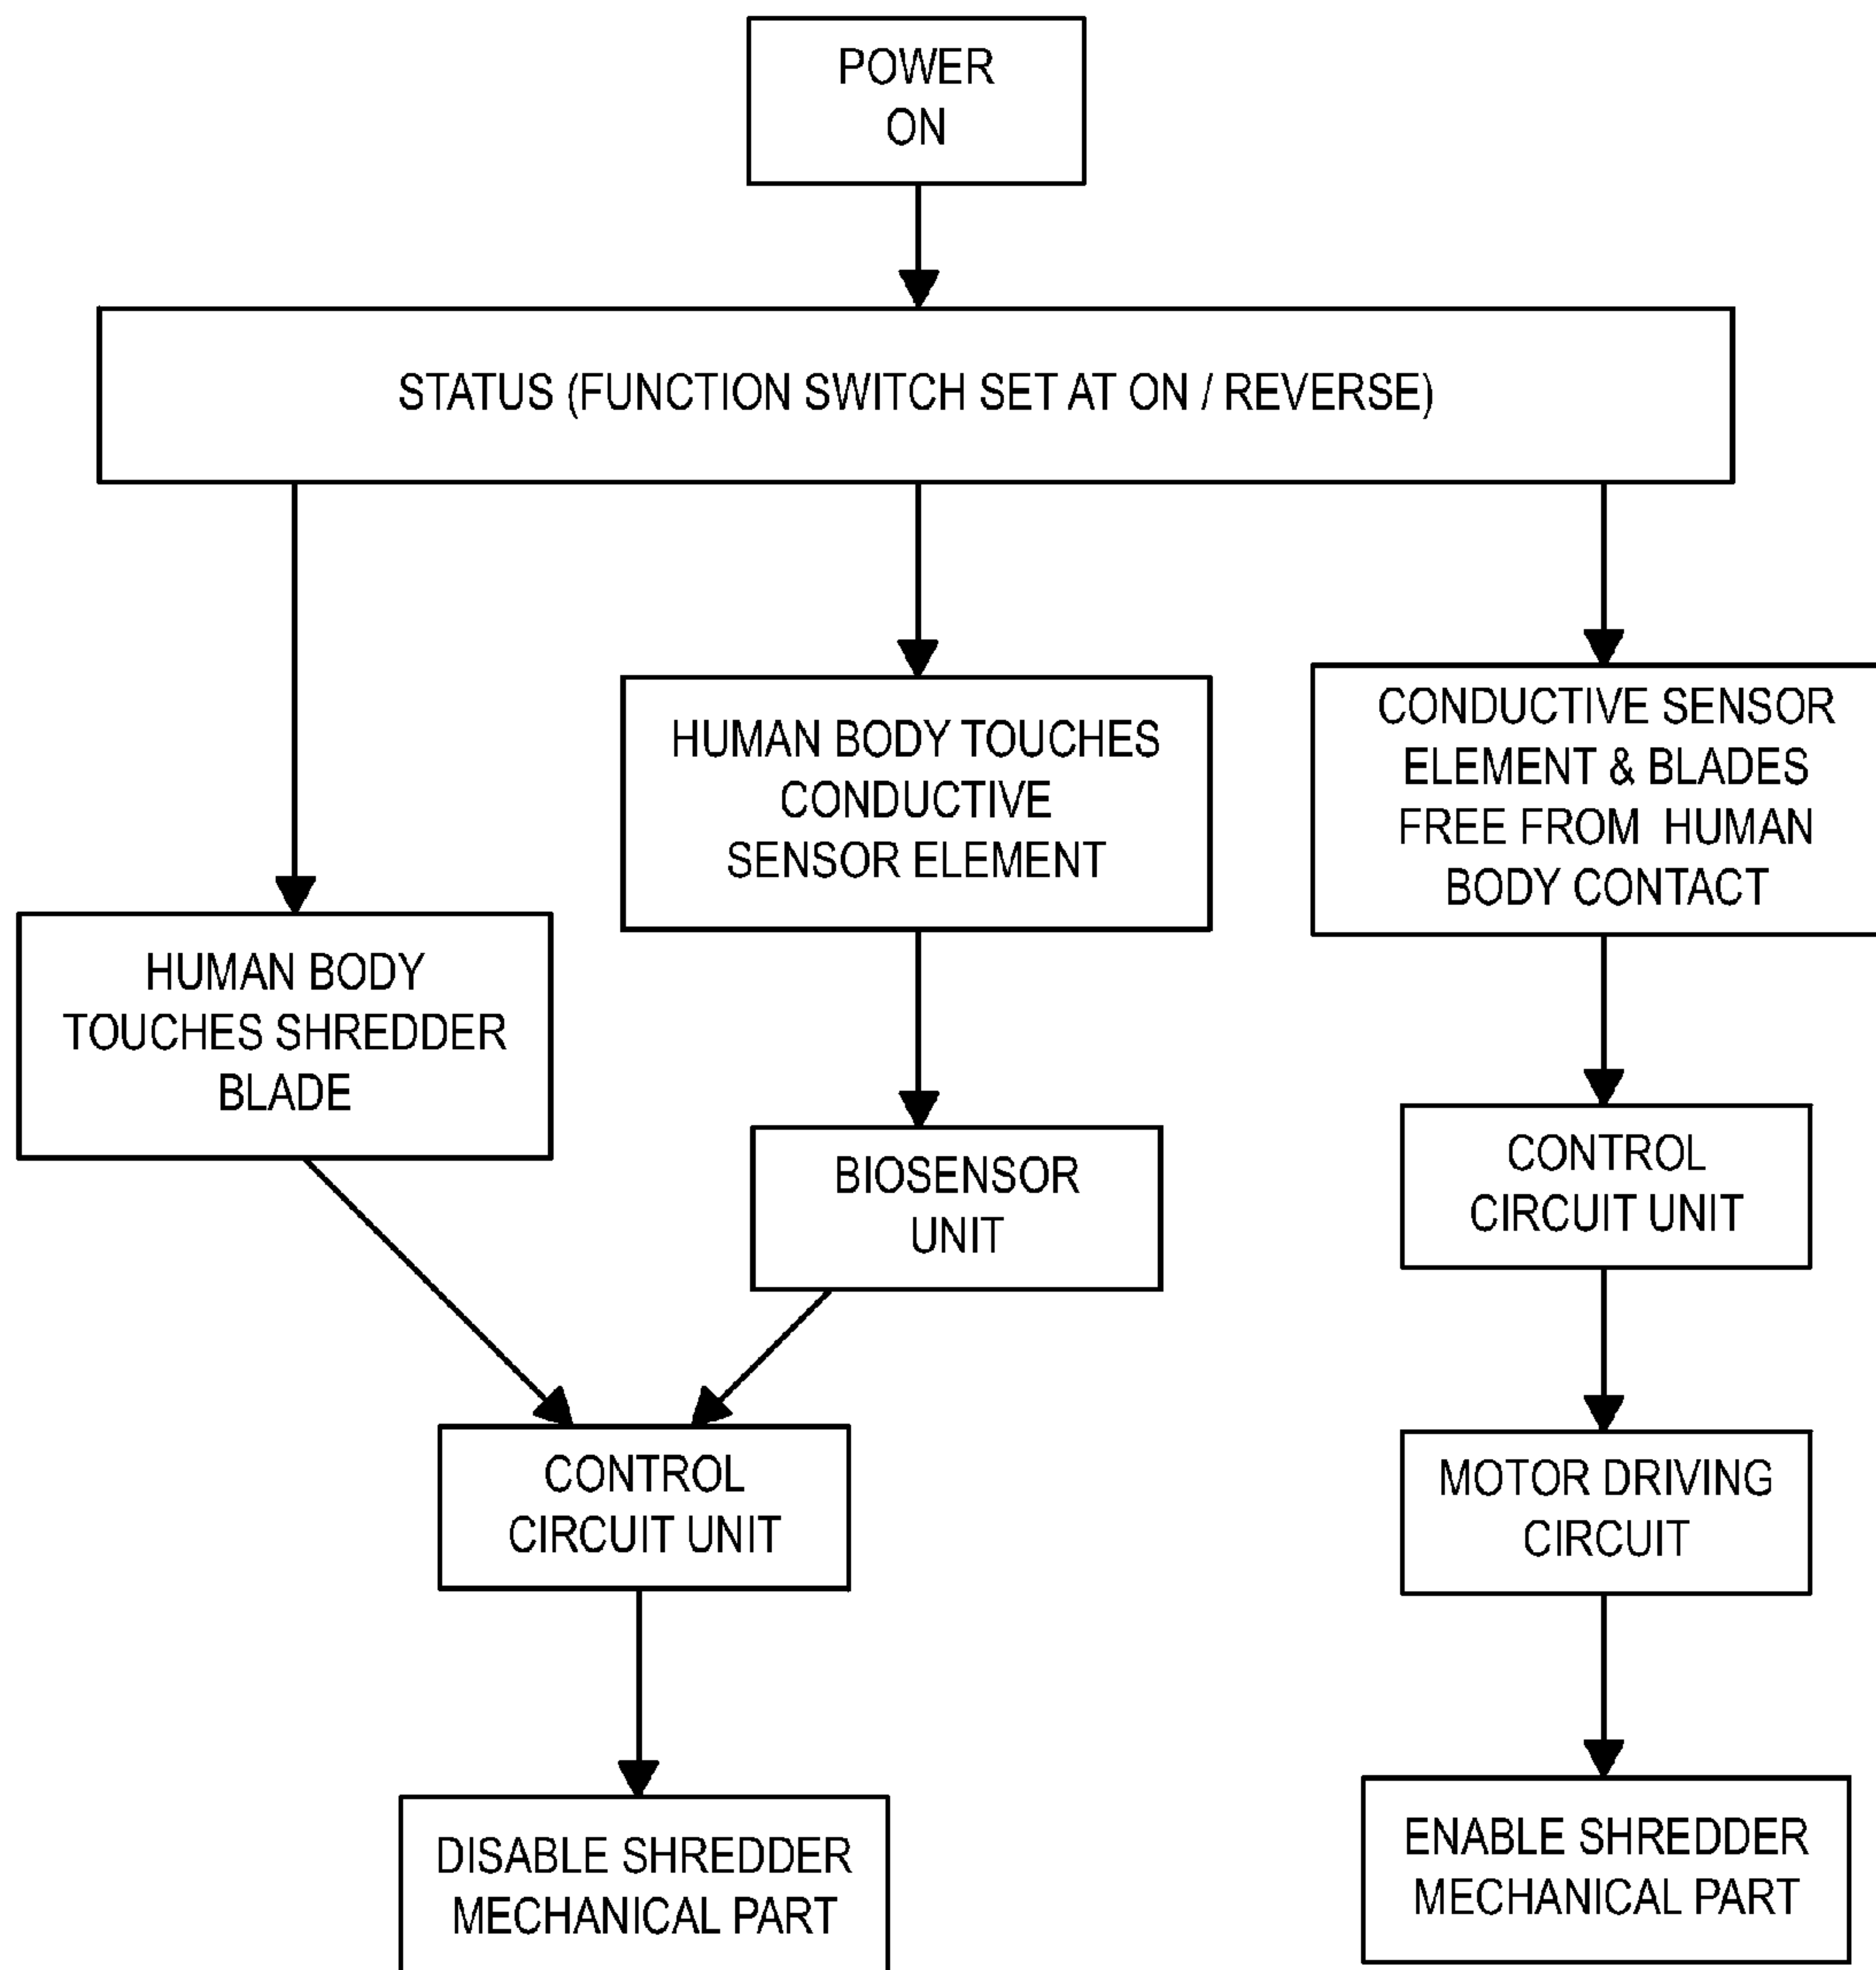 POWER
ON
STATUS (FUNCTION SWITCH SET AT ON / REVERSE)
HUMAN BODY
TOUCHES SHREDDER
BLADE
HUMAN BODY TOUCHES
CONDUCTIVE
SENSOR ELEMENT
CONDUCTIVE SENSOR
ELEMENT & BLADES
FREE FROM HUMAN
BODY CONTACT
BIOSENSOR
UNIT
CONTROL
CIRCUIT UNIT
CONTROL
CIRCUIT UNIT
MOTOR DRIVING
CIRCUIT
DISABLE SHREDDER
MECHANICAL PART
ENABLE SHREDDER
MECHANICAL PART